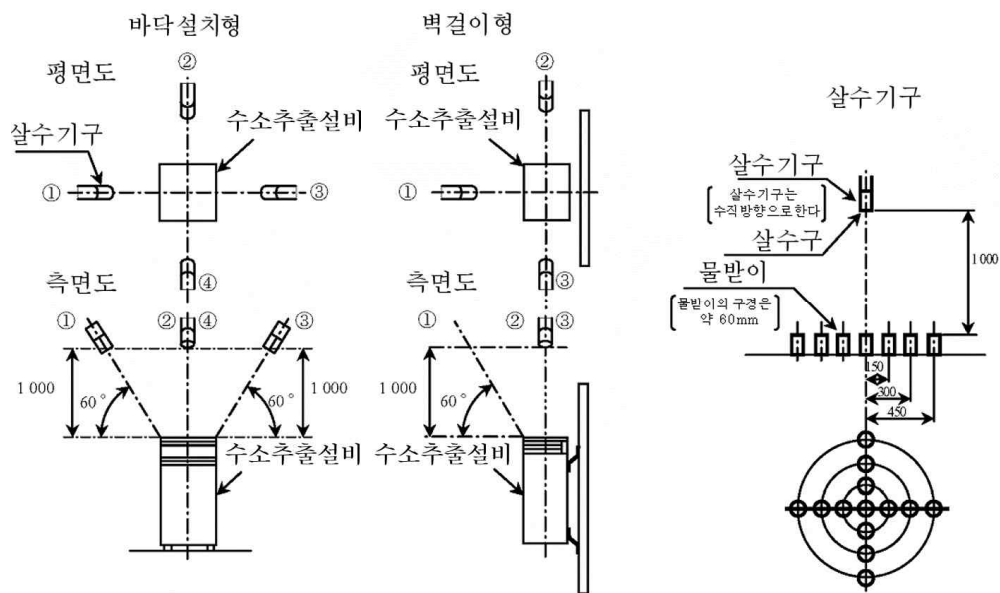 바닥설치형
②
평면도
수소추출설비
살수기구
①
③
④
측면도
①
②
④
③
1 000
1 000
60°
60°
수소추출설비
벽걸이형
②
평면도
수소추출설비
①
③
측면도
①
②
③
1 000
60°
수소추출설비
살수기구
살수기구
살수기구는
수직방향으로한다
살수구
물받이
물받이의 구경은
약 60mm
1 000
150
300
450